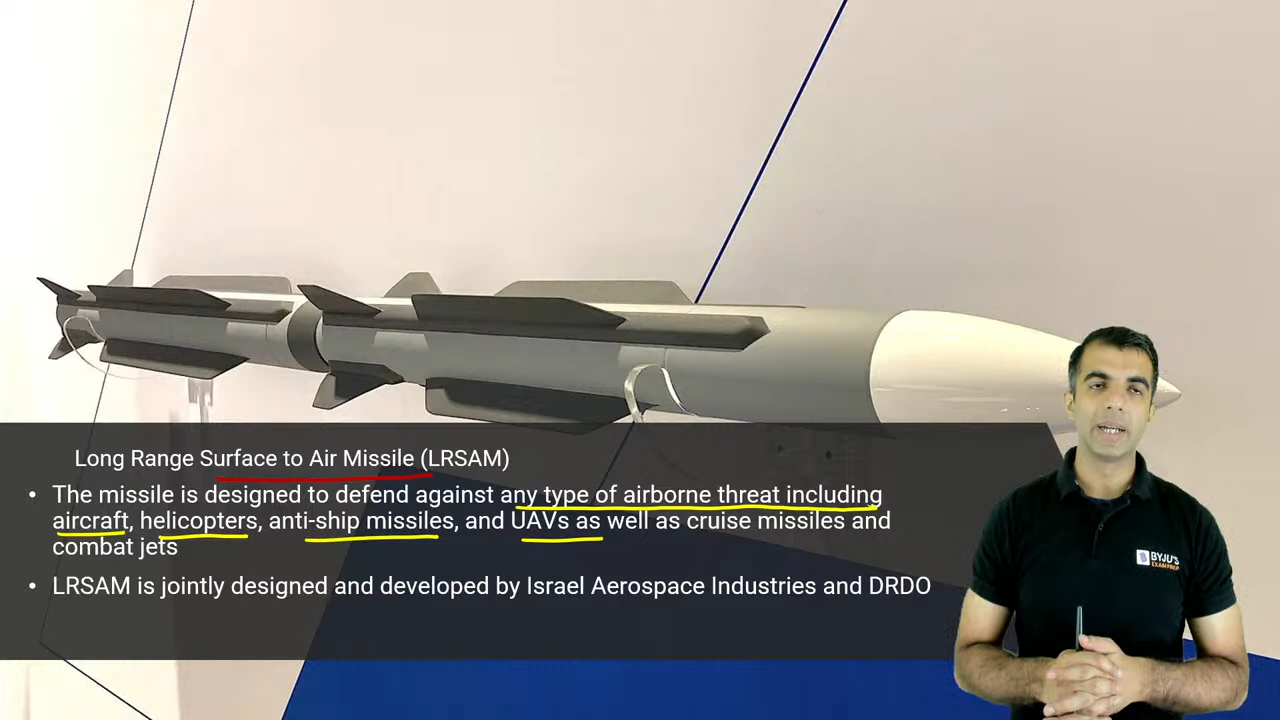 Long Range Surface to Air Missile (LRSAM)
• The missile is designed to defend against any type of airborne threat including
aircraft, helicopters, anti-ship missiles, and UAVs as well as cruise missiles and
combat jets
• LRSAM is jointly designed and developed by Israel Aerospace Industries and DRDO
BYJU'S
EXAM PREP